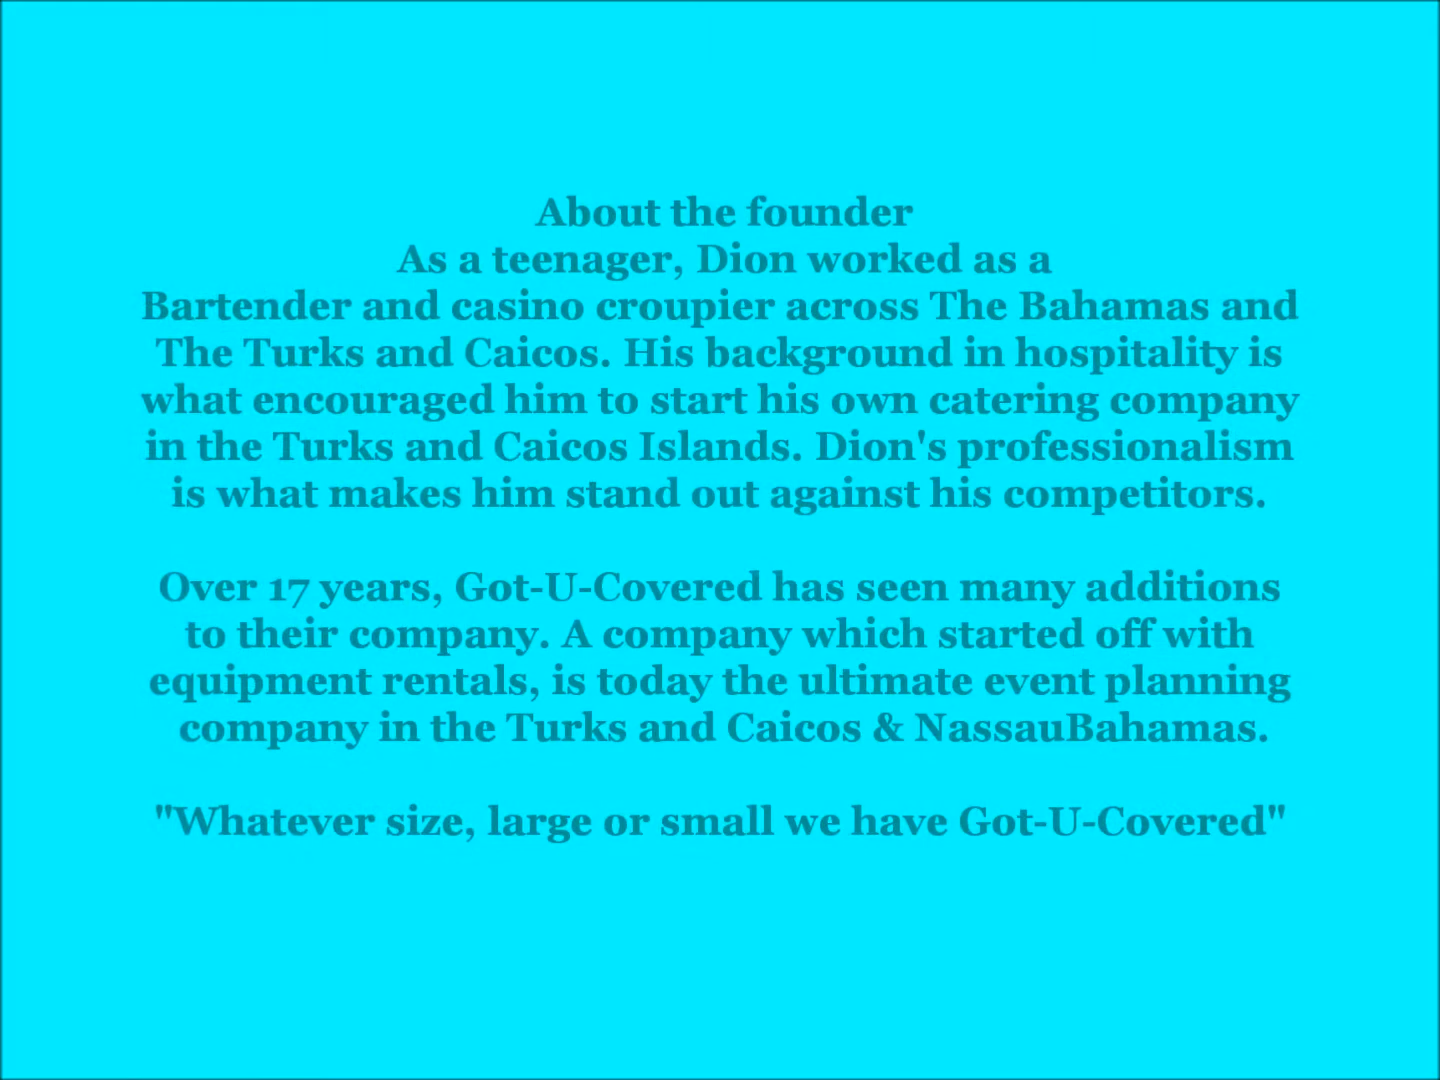 About the founder
As a teenager, Dion worked as a
Bartender and casino croupier across The Bahamas and
The Turks and Caicos. His background in hospitality is
what encouraged him to start his own catering company
in the Turks and Caicos Islands. Dion's professionalism
is what makes him stand out against his competitors.
Over 17 years, Got-U-Covered has seen many additions
to their company. A company which started off with
equipment rentals, is today the ultimate event planning
company in the Turks and Caicos & NassauBahamas.
"Whatever size, large or small we have Got-U-Covered"